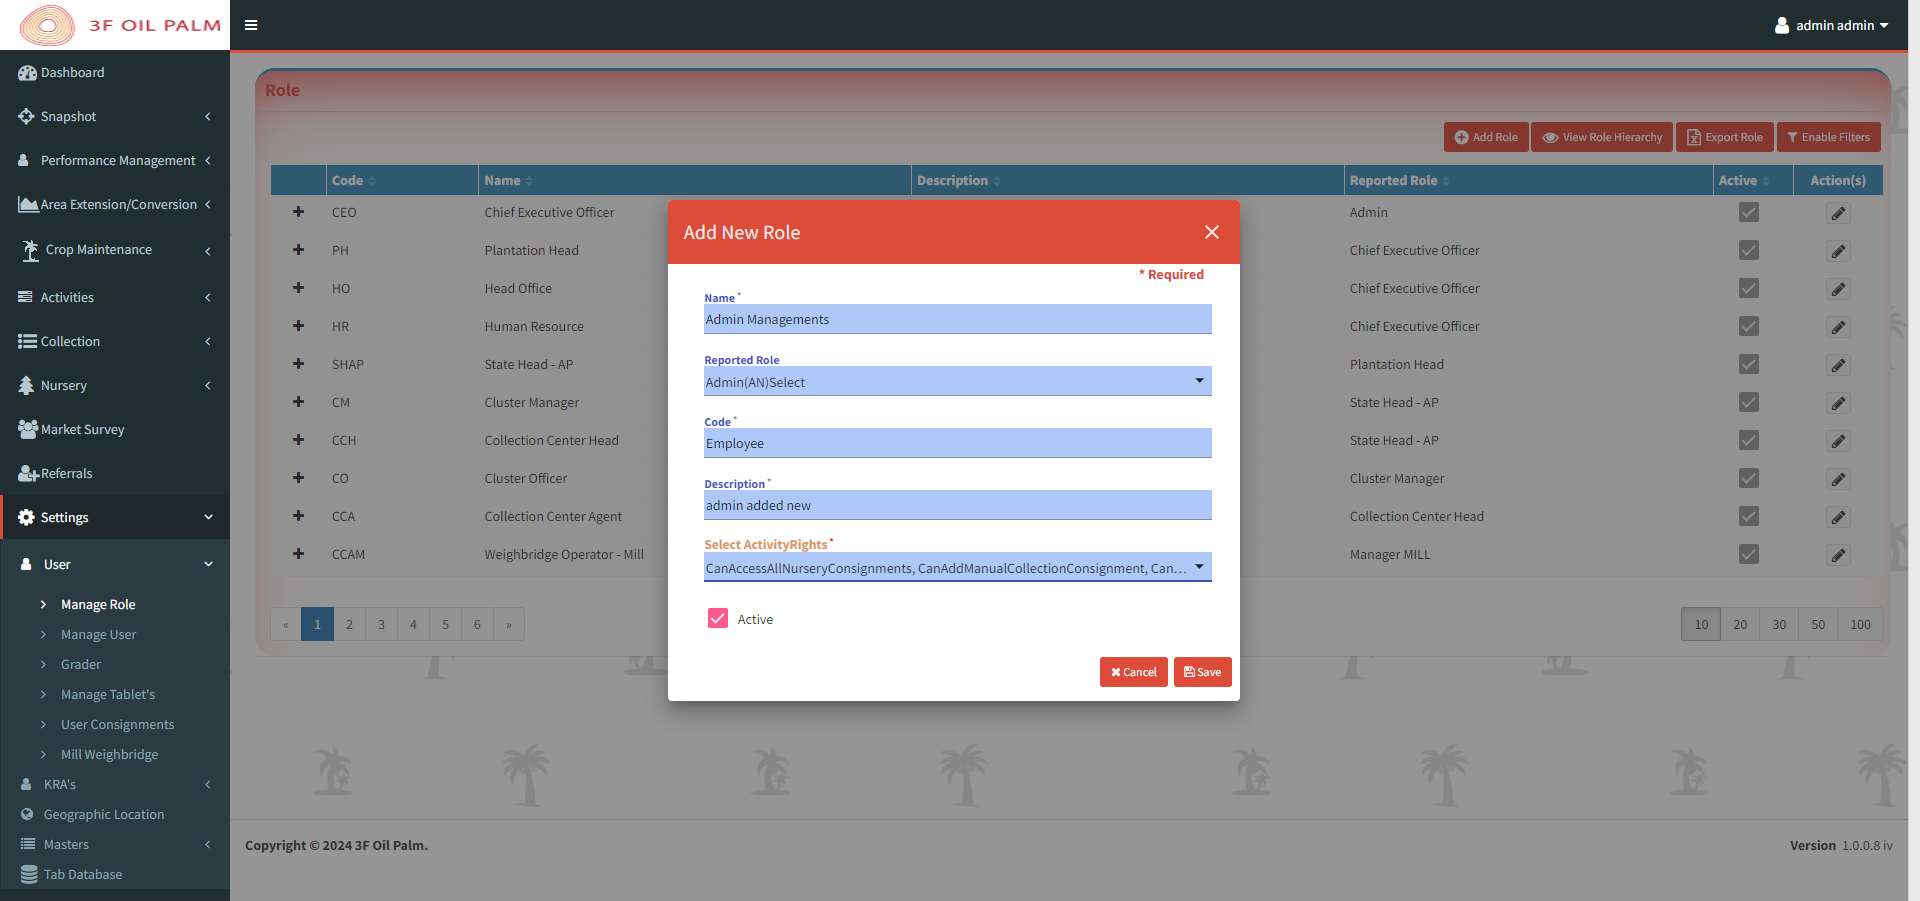 3F OIL PALM
admin admin
Dashboard
Snapshot
Performance Management
Area Extension/Conversion
Crop Maintenance
Activities
Collection
Nursery
Market Survey
Referrals
Settings
User
Manage Role
Manage User
Grader
Manage Tablet's
User Consignments
Mill Weighbridge
KRA's
Geographic Location
Masters
Tab Database
Role
Add Role View Role Hierarchy Export Role Enable Filters
Code Name Description Reported Role Active Action(s)
CEO Chief Executive Officer Admin
PH Plantation Head Chief Executive Officer
HO Head Office Chief Executive Officer
HR Human Resource Chief Executive Officer
SHAP State Head - AP Plantation Head
CM Cluster Manager State Head - AP
CCH Collection Center Head State Head - AP
CO Cluster Officer Cluster Manager
CCA Collection Center Agent Collection Center Head
CCAM Weighbridge Operator - Mill Manager MILL
« 1 2 3 4 5 6 » 10 20 30 50 100
Add New Role
* Required
Name *
Admin Managements
Reported Role
Admin(AN)Select
Code *
Employee
Description *
admin added new
Select ActivityRights *
CanAccessAllNurseryConsignments, CanAddManualCollectionConsignment, Can...
Active
Cancel Save
Copyright © 2024 3F Oil Palm. Version 1.0.0.8 iv